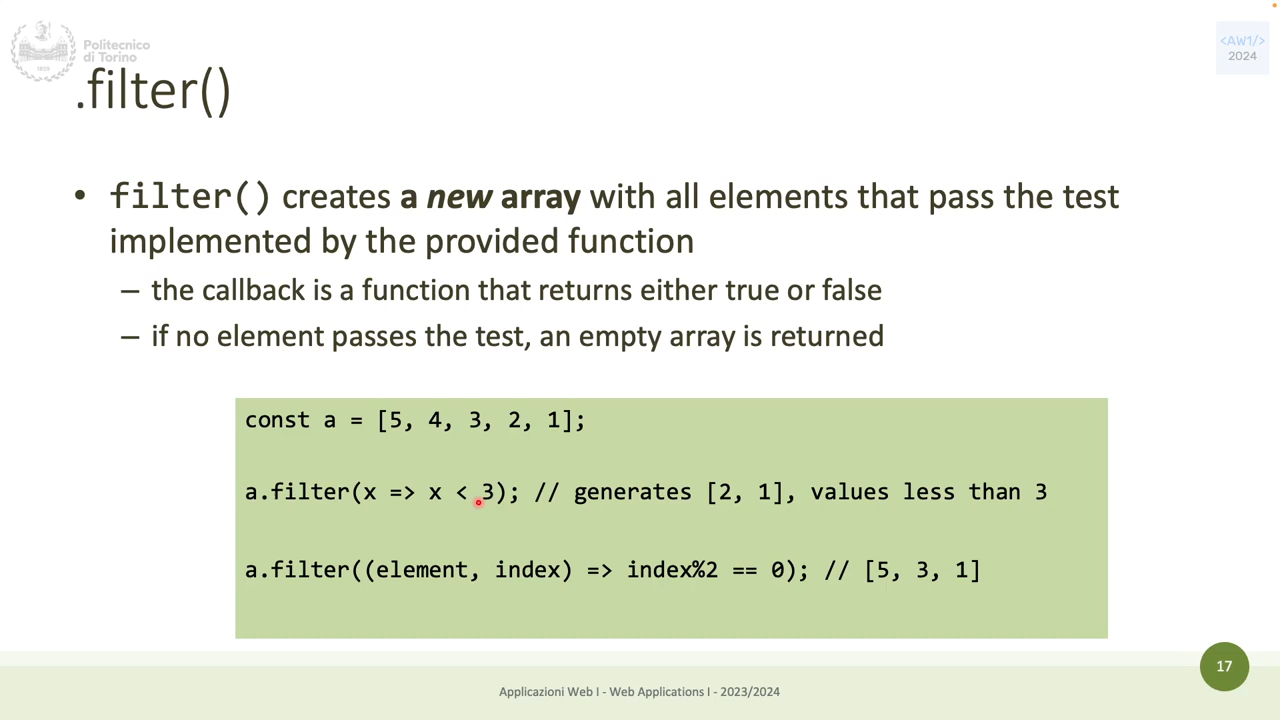 Politecnico
di Torino
1859
<AW1/>
2024
.filter()
• filter() creates a new array with all elements that pass the test
implemented by the provided function
– the callback is a function that returns either true or false
– if no element passes the test, an empty array is returned
const a = [5, 4, 3, 2, 1];
a.filter(x => x < 3); // generates [2, 1], values less than 3
a.filter((element, index) => index%2 == 0); // [5, 3, 1]
17
Applicazioni Web I - Web Applications I - 2023/2024